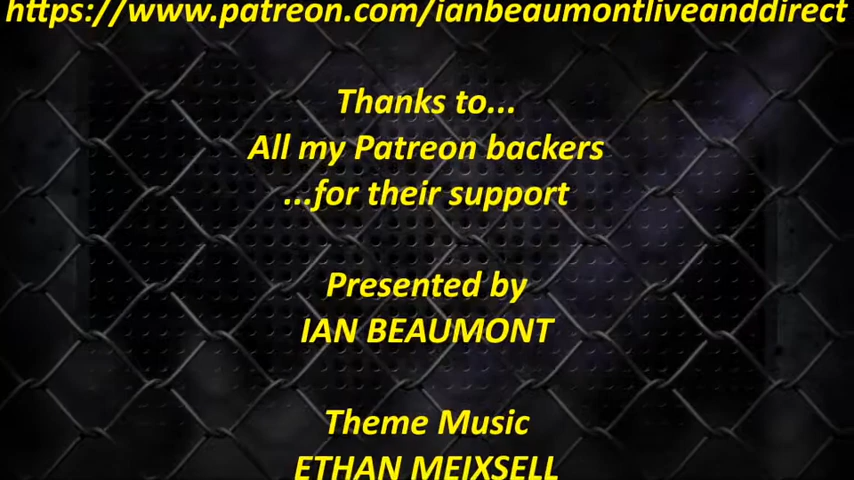 https://www.patreon.com/ianbeaumontliveanddirect
Thanks to...
All my Patreon backers
...for their support
Presented by
IAN BEAUMONT
Theme Music
ETHAN MEIXSELL